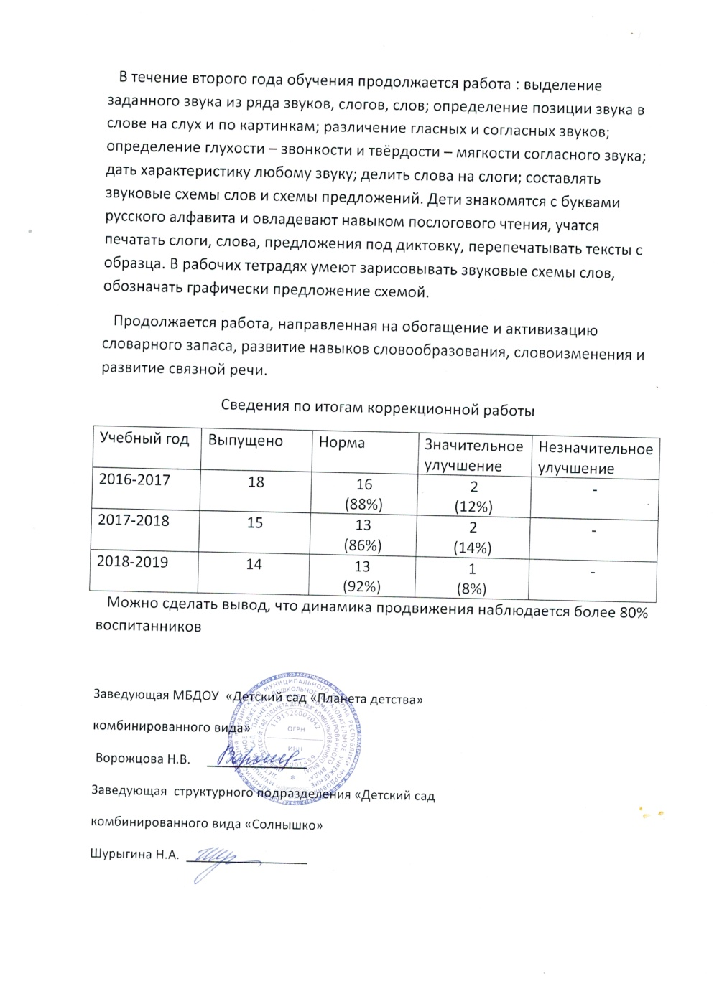 В течение второго года обучения продолжается работа : выделение
заданного звука из ряда звуков, слогов, слов; определение позиции звука в
слове на слух и по картинкам; различение гласных и согласных звуков;
определение глухости – звонкости и твёрдости – мягкости согласного звука;
дать характеристику любому звуку; делить слова на слоги; составлять
звуковые схемы слов и схемы предложений. Дети знакомятся с буквами
русского алфавита и овладевают навыком послогового чтения, учатся
печатать слоги, слова, предложения под диктовку, перепечатывать тексты с
образца. В рабочих тетрадях умеют зарисовывать звуковые схемы слов,
обозначать графически предложение схемой.
Продолжается работа, направленная на обогащение и активизацию
словарного запаса, развитие навыков словообразования, словоизменения и
развитие связной речи.
Сведения по итогам коррекционной работы
Учебный год Выпущено Норма Значительное улучшение Незначительное улучшение
2016-2017 18 16 (88%) 2 (12%) -
2017-2018 15 13 (86%) 2 (14%) -
2018-2019 14 13 (92%) 1 (8%) -
Можно сделать вывод, что динамика продвижения наблюдается более 80%
воспитанников
Заведующая МБДОУ «Детский сад «Планета детства»
комбинированного вида»
Ворожцова Н.В.
Заведующая структурного подразделения «Детский сад
комбинированного вида «Солнышко»
Шурыгина Н.А.
1191326002042
ОГРН
ИНН